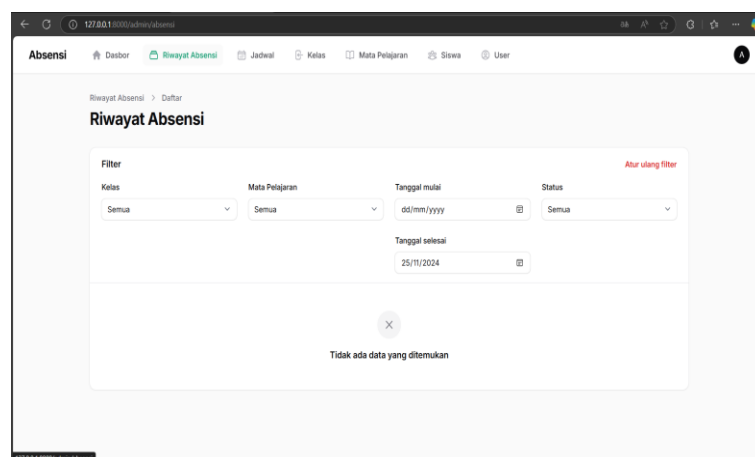 127.0.0.1:8000/admin/absensi
Absensi Dasbor Riwayat Absensi Jadwal Kelas Mata Pelajaran Siswa User A
Riwayat Absensi > Daftar
Riwayat Absensi
Filter Atur ulang filter
Kelas Mata Pelajaran Tanggal mulai Status
Semua Semua dd/mm/yyyy Semua
Tanggal selesai
25/11/2024
Tidak ada data yang ditemukan